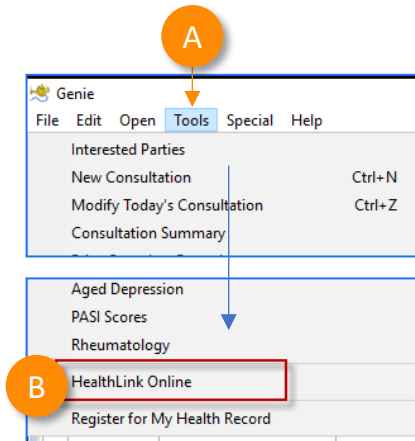 A
Genie
File Edit Open Tools Special Help
Interested Parties
New Consultation Ctrl+N
Modify Today's Consultation Ctrl+Z
Consultation Summary
Aged Depression
PASI Scores
Rheumatology
B HealthLink Online
Register for My Health Record